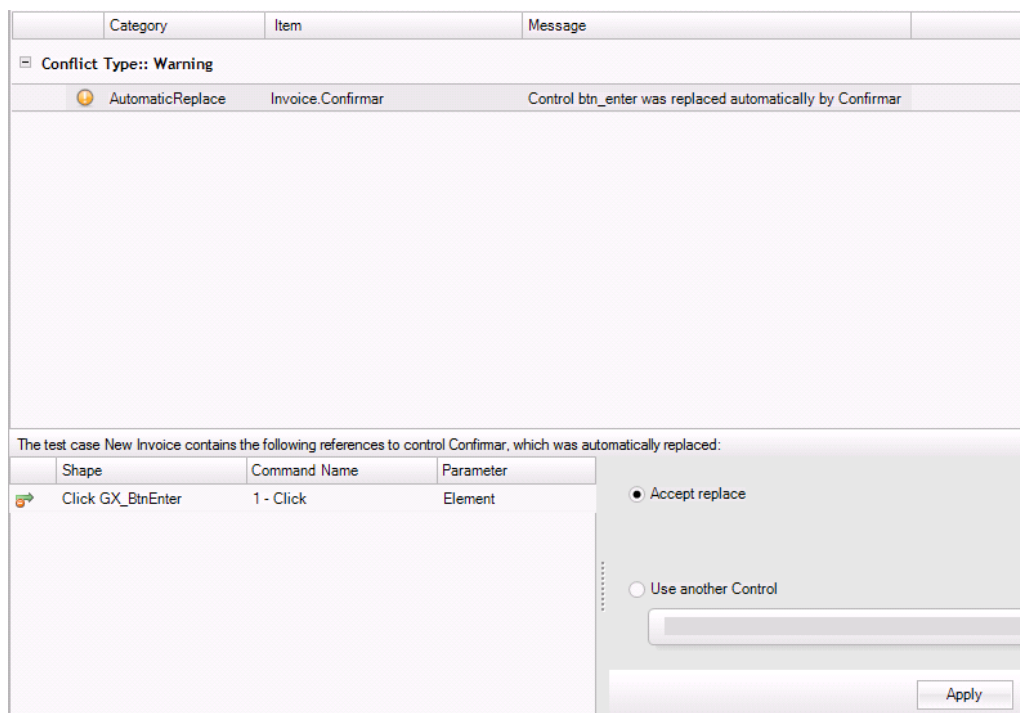 Category Item Message
Conflict Type:: Warning
AutomaticReplace Invoice.Confirmar Control btn_enter was replaced automatically by Confirmar
The test case New Invoice contains the following references to control Confirmar, which was automatically replaced:
Shape Command Name Parameter
Click GX_BtnEnter 1 - Click Element
Accept replace
Use another Control
Apply